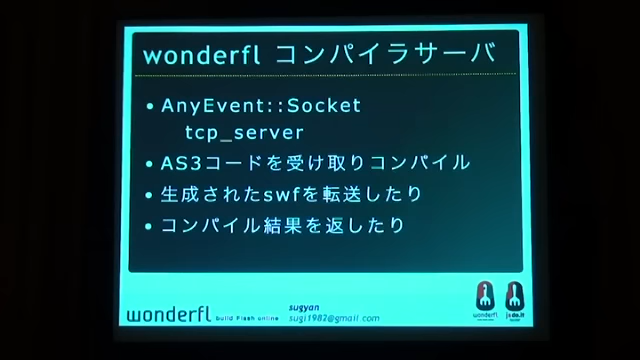 wonderfl コンパイラサーバ
• AnyEvent::Socket
tcp_server
• AS3コードを受け取りコンパイル
• 生成されたswfを転送したり
• コンパイル結果を返したり
wonderfl build Flash online
sugyan
sugi1982@gmail.com
wonderfl
jsdo.it